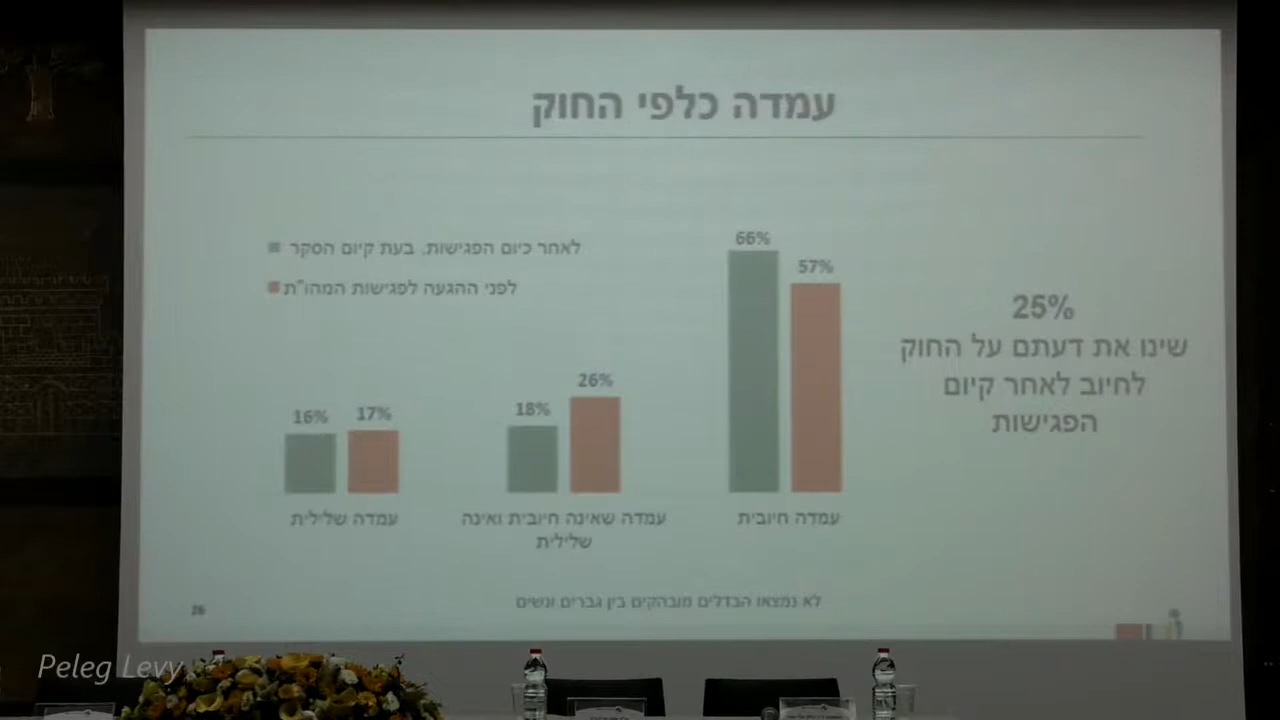 עמדה כלפי החוק
לאחר כיום הפגישות, בעת קיום הסקר
לפני ההגעה לפגישות המהו"ת
66%
57%
26%
18%
17%
16%
עמדה חיובית
עמדה שאינה חיובית ואינה
שלילית
עמדה שלילית
25%
שינו את דעתם על החוק
לחיוב לאחר קיום
הפגישות
לא נמצאו הבדלים מובהקים בין גברים ונשים
26
Peleg Levy